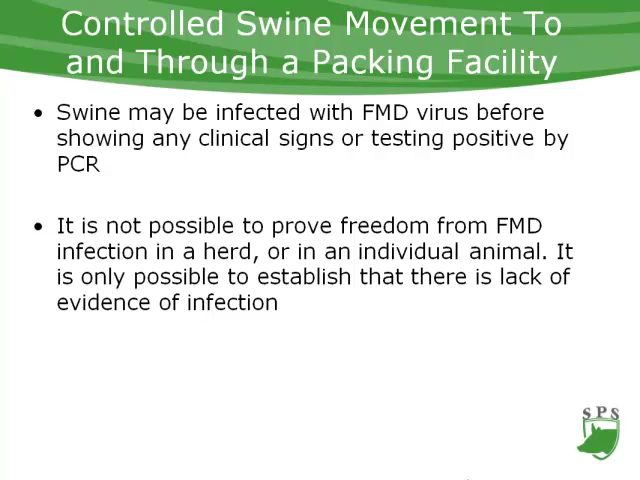 Controlled Swine Movement To
and Through a Packing Facility
• Swine may be infected with FMD virus before
showing any clinical signs or testing positive by
PCR
• It is not possible to prove freedom from FMD
infection in a herd, or in an individual animal. It
is only possible to establish that there is lack of
evidence of infection
SPS